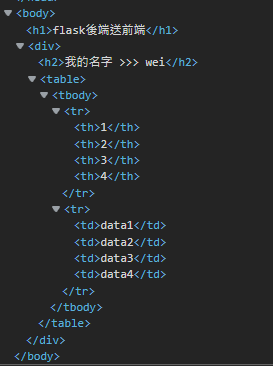 <body>
<h1>flask後端送前端</h1>
<div>
<h2>我的名字 >>> wei</h2>
<table>
<tbody>
<tr>
<th>1</th>
<th>2</th>
<th>3</th>
<th>4</th>
</tr>
<tr>
<td>data1</td>
<td>data2</td>
<td>data3</td>
<td>data4</td>
</tr>
</tbody>
</table>
</div>
</body>